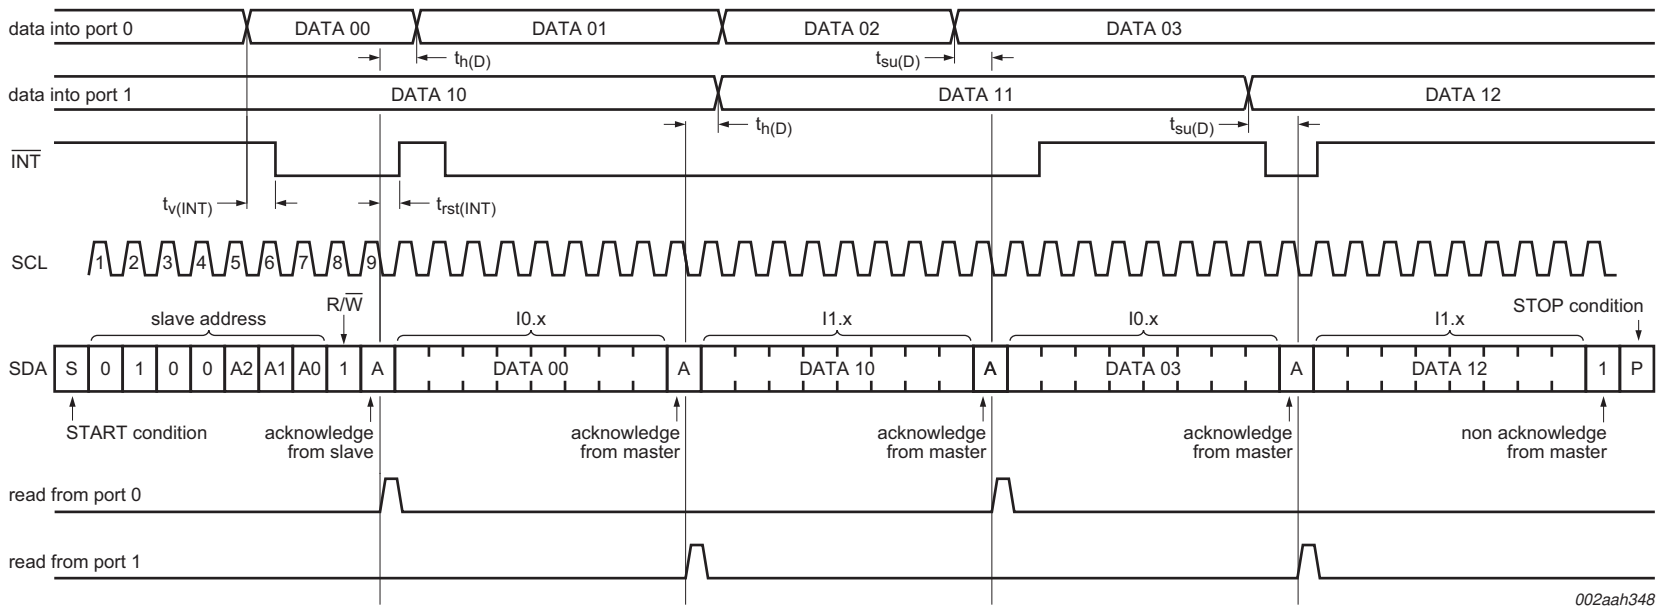 data into port 0 DATA 00 DATA 01 DATA 02 DATA 03
th(D) tsu(D)
data into port 1 DATA 10 DATA 11 DATA 12
th(D) tsu(D)
INT
tv(INT) trst(INT)
SCL 1 2 3 4 5 6 7 8 9
R/W STOP condition
slave address I0.x I1.x I0.x I1.x
SDA S 0 1 0 0 A2 A1 A0 1 A DATA 00 A DATA 10 A DATA 03 A DATA 12 1 P
START condition acknowledge acknowledge acknowledge acknowledge non acknowledge
from slave from master from master from master from master
read from port 0
read from port 1
002aah348